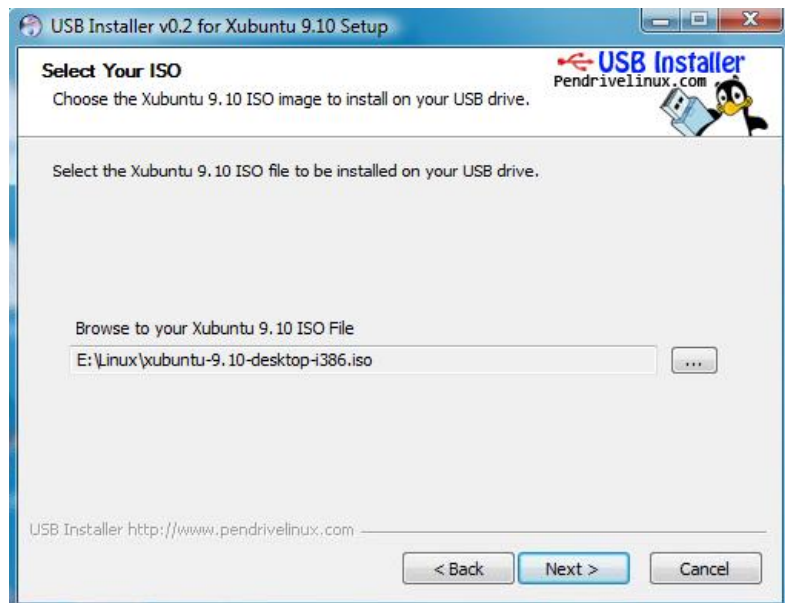 USB Installer v0.2 for Xubuntu 9.10 Setup
Select Your ISO
Choose the Xubuntu 9.10 ISO image to install on your USB drive.
USB Installer
Pendrivelinux.com
Select the Xubuntu 9.10 ISO file to be installed on your USB drive.
Browse to your Xubuntu 9.10 ISO File
E:\Linux\xubuntu-9.10-desktop-i386.iso
...
USB Installer http://www.pendrivelinux.com
< Back
Next >
Cancel